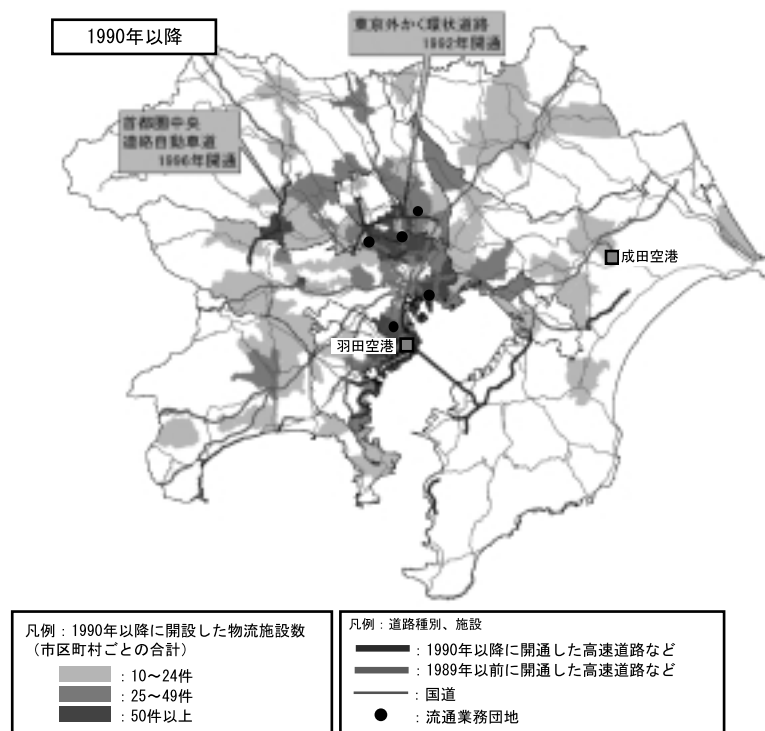 1990年以降
東京外かく環状道路
1992年開通
首都圏中央
連絡自動車道
1996年開通
成田空港
羽田空港
凡例：1990年以降に開設した物流施設数
（市区町村ごとの合計）
：10～24件
：25～49件
：50件以上
凡例：道路種別、施設
：1990年以降に開通した高速道路など
：1989年以前に開通した高速道路など
：国道
：流通業務団地